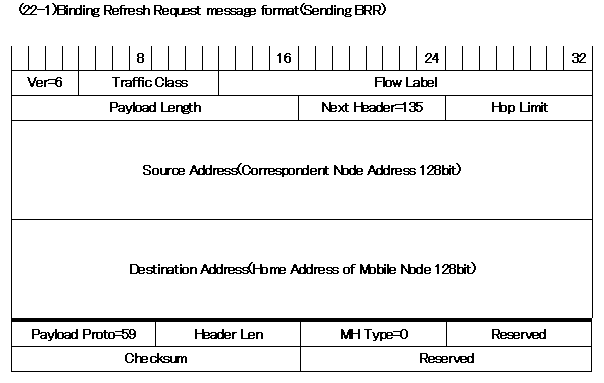 (22-1)Binding Refresh Request message format(Sending BRR)
8 16 24 32
Ver=6 Traffic Class Flow Label
Payload Length Next Header=135 Hop Limit
Source Address(Correspondent Node Address 128bit)
Destination Address(Home Address of Mobile Node 128bit)
Payload Proto=59 Header Len MH Type=0 Reserved
Checksum Reserved